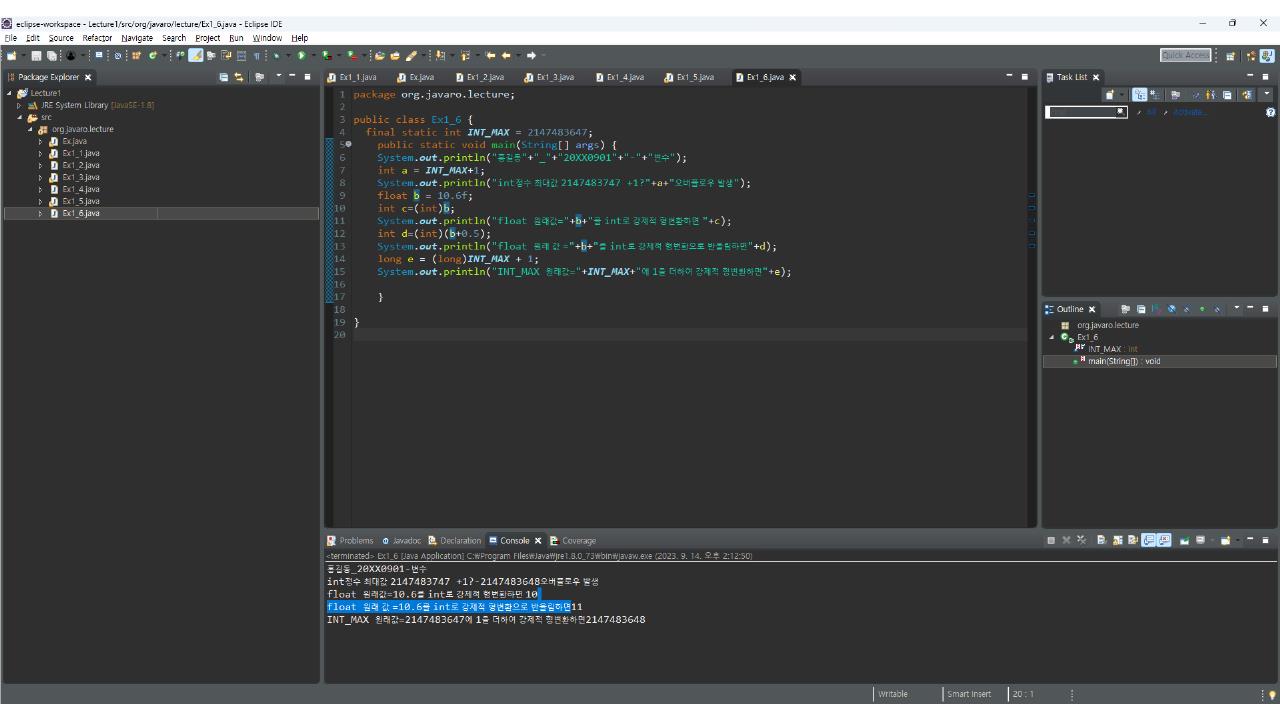 eclipse-workspace - Lecture1/src/org/javaro/lecture/Ex1_6.java - Eclipse IDE
File Edit Source Refactor Navigate Search Project Run Window Help
Quick Access
Package Explorer
Ex1_1.java Ex.java Ex1_2.java Ex1_3.java Ex1_4.java Ex1_5.java Ex1_6.java
Task List
Lecture1
JRE System Library [JavaSE-1.8]
src
org.javaro.lecture
Ex.java
Ex1_1.java
Ex1_2.java
Ex1_3.java
Ex1_4.java
Ex1_5.java
Ex1_6.java
1 package org.javaro.lecture;
2
3 public class Ex1_6 {
4 final static int INT_MAX = 2147483647;
5 public static void main(String[] args) {
6 System.out.println("홍길동"+"_"+"20XX0901"+"-"+"변수");
7 int a = INT_MAX+1;
8 System.out.println("int정수 최대값 2147483747 +1?"+a+"오버플로우 발생");
9 float b = 10.6f;
10 int c=(int)b;
11 System.out.println("float 원래값="+b+"를 int로 강제적 형변환하면 "+c);
12 int d=(int)(b+0.5);
13 System.out.println("float 원래 값 ="+b+"를 int로 강제적 형변환으로 반올림하면"+d);
14 long e = (long)INT_MAX + 1;
15 System.out.println("INT_MAX 원래값="+INT_MAX+"에 1을 더하여 강제적 형변환하면"+e);
16
17 }
18
19 }
20
All Activate...
Outline
org.javaro.lecture
Ex1_6
INT_MAX : int
main(String[]) : void
Problems Javadoc Declaration Console Coverage
<terminated> Ex1_6 [Java Application] C:₩Program Files₩Java₩jre1.8.0_73₩bin₩javaw.exe (2023. 9. 14. 오후 2:12:50)
홍길동_20XX0901-변수
int정수 최대값 2147483747 +1?-2147483648오버플로우 발생
float 원래값=10.6를 int로 강제적 형변환하면 10
float 원래 값 =10.6를 int로 강제적 형변환으로 반올림하면11
INT_MAX 원래값=2147483647에 1을 더하여 강제적 형변환하면2147483648
Writable Smart Insert 20 : 1